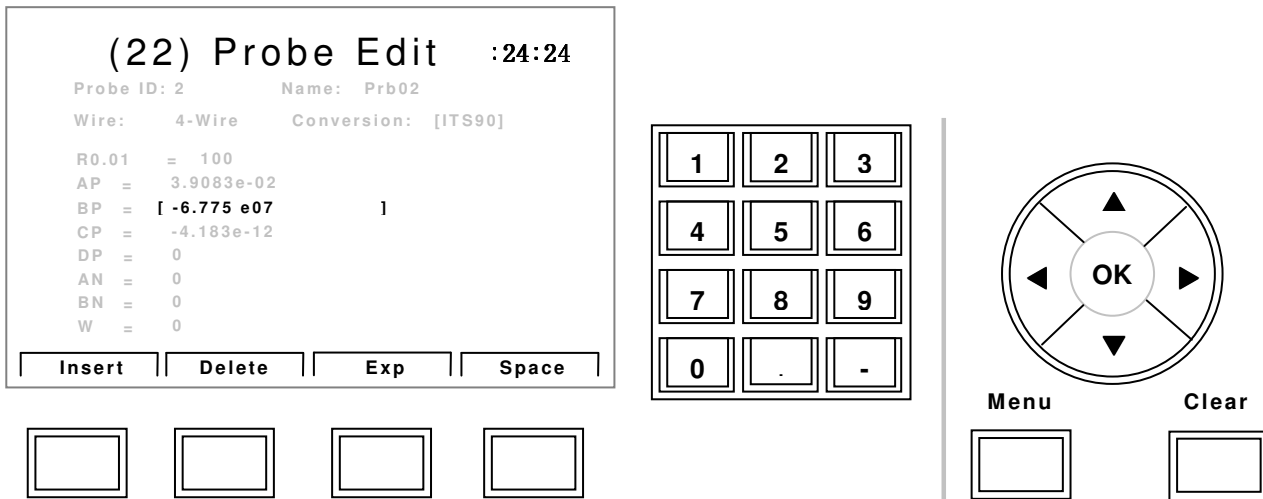 (22) Probe Edit :24:24
Probe ID: 2 Name: Prb02
Wire: 4-Wire Conversion: [ITS90]
R0.01 = 100
AP = 3.9083e-02
BP = [ -6.775 e07 ]
CP = -4.183e-12
DP = 0
AN = 0
BN = 0
W = 0
Insert Delete Exp Space
1 2 3
4 5 6
7 8 9
0 . -
OK
Menu Clear